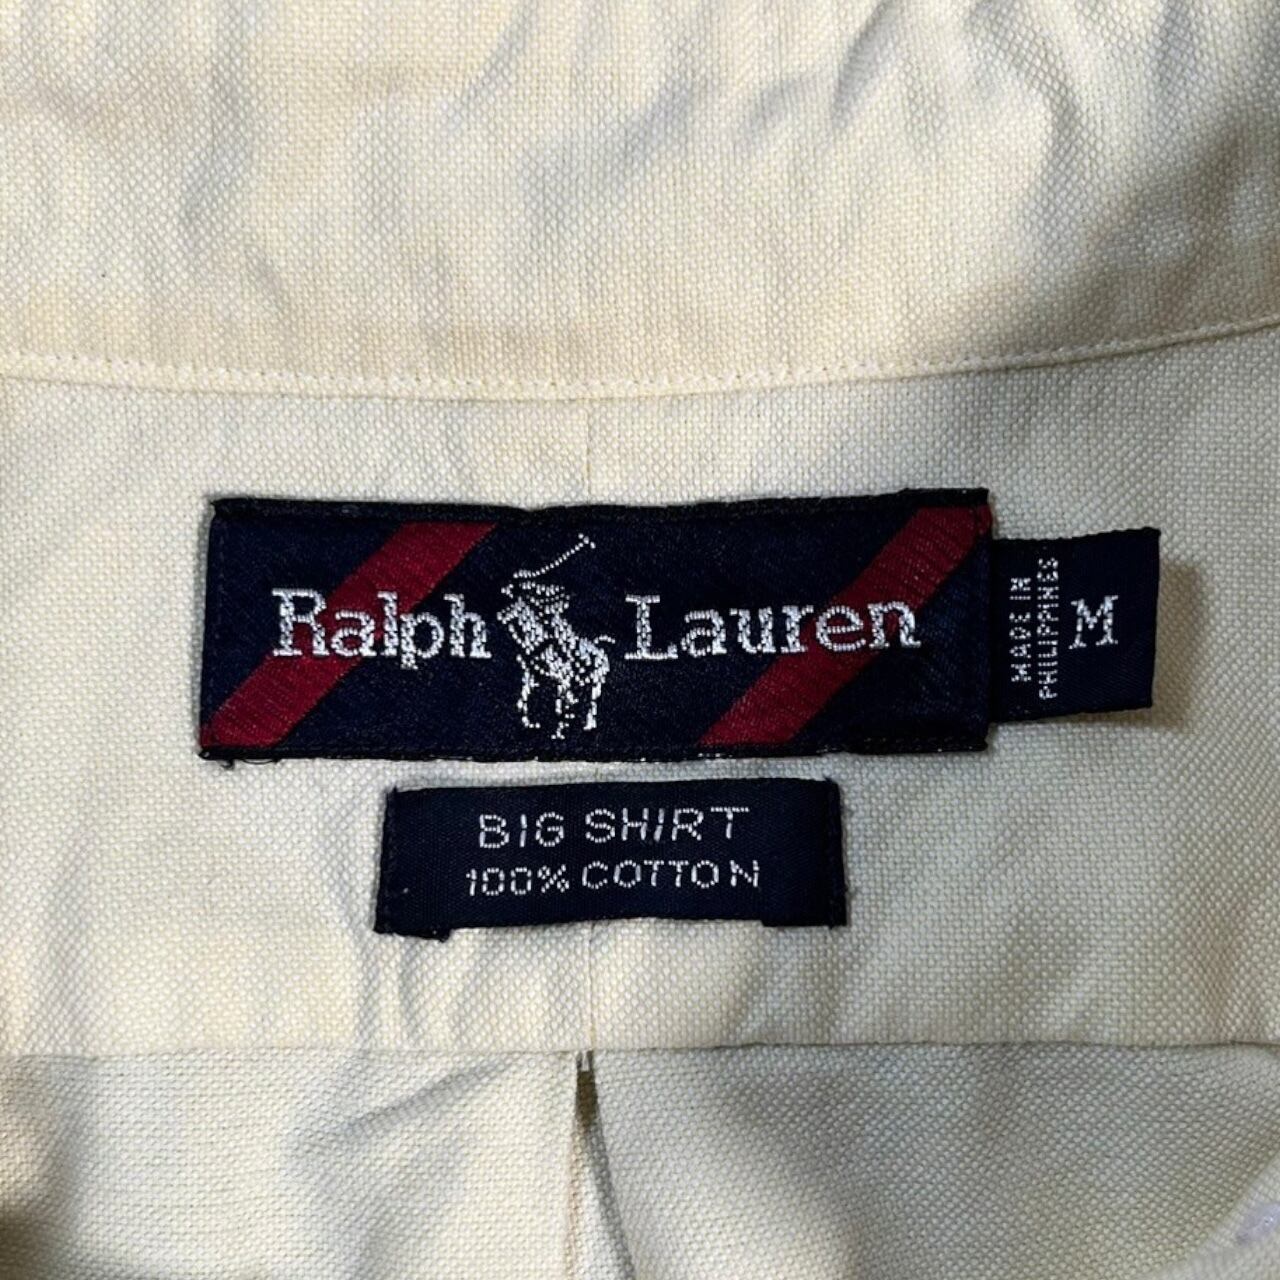 Ralph Lauren
MADE IN
PHILIPPINES
M
BIG SHIRT
100% COTTON